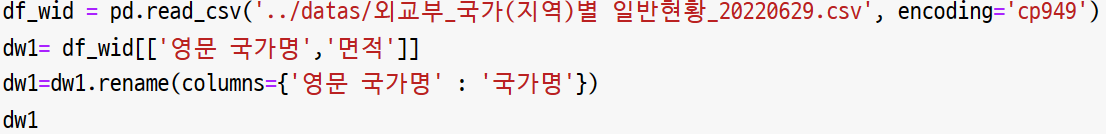 df_wid = pd.read_csv('../datas/외교부_국가(지역)별 일반현황_20220629.csv', encoding='cp949')
dw1= df_wid[['영문 국가명','면적']]
dw1=dw1.rename(columns={'영문 국가명' : '국가명'})
dw1